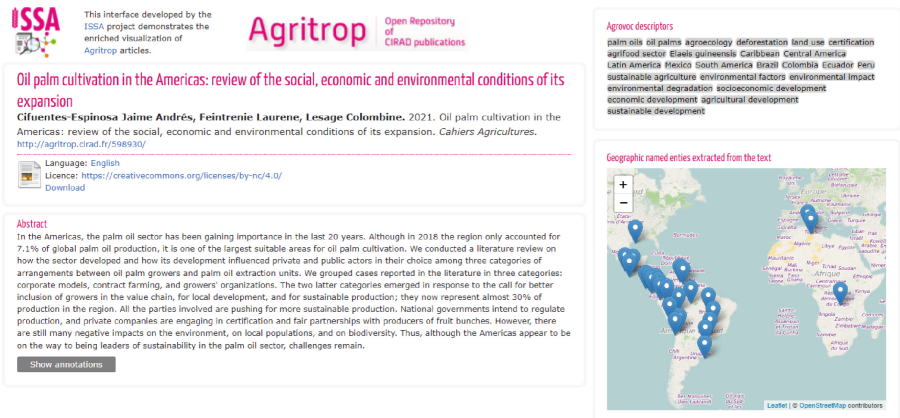 ISSA
This interface developed by the
ISSA project demonstrates the
enriched visualization of
Agritrop articles.
Agritrop
Open Repository
of
CIRAD publications
Oil palm cultivation in the Americas: review of the social, economic and environmental conditions of its
expansion
Cifuentes-Espinosa Jaime Andrés, Feintrenie Laurene, Lesage Colombine. 2021. Oil palm cultivation in the
Americas: review of the social, economic and environmental conditions of its expansion. Cahiers Agricultures.
http://agritrop.cirad.fr/598930/
Language: English
Licence: https://creativecommons.org/licenses/by-nc/4.0/
Download
Abstract
In the Americas, the palm oil sector has been gaining importance in the last 20 years. Although in 2018 the region only accounted for
7.1% of global palm oil production, it is one of the largest suitable areas for oil palm cultivation. We conducted a literature review on
how the sector developed and how its development influenced private and public actors in their choice among three categories of
arrangements between oil palm growers and palm oil extraction units. We grouped cases reported in the literature in three categories:
corporate models, contract farming, and growers' organizations. The two latter categories emerged in response to the call for better
inclusion of growers in the value chain, for local development, and for sustainable production; they now represent almost 30% of
production in the region. All the parties involved are pushing for more sustainable production. National governments intend to regulate
production, and private companies are engaging in certification and fair partnerships with producers of fruit bunches. However, there
are still many negative impacts on the environment, on local populations, and on biodiversity. Thus, although the Americas appear to be
on the way to being leaders of sustainability in the palm oil sector, challenges remain.
Show annotations
Agrovoc descriptors
palm oils oil palms agroecology deforestation land use certification
agrifood sector Elaeis guineensis Caribbean Central America
Latin America Mexico South America Brazil Colombia Ecuador Peru
sustainable agriculture environmental factors environmental impact
environmental degradation socioeconomic development
economic development agricultural development
sustainable development
Geographic named enties extracted from the text
+
−
Europe
Algérie
Libye
Mali
Niger
Tchad
Soudan
Afrique
Angola
Zambie
Namibie
Madagascar
Afrique
du Sud
Argentine
Leaflet | © OpenStreetMap contributors